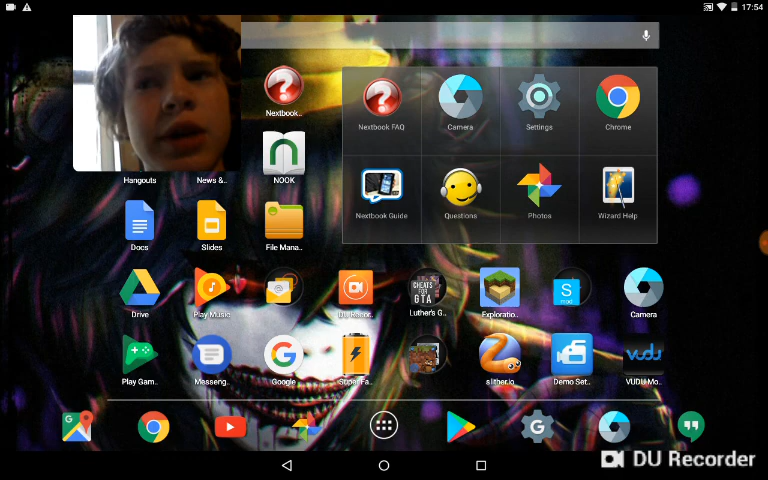 17:54
Nextbook..
Nextbook FAQ
Camera
Settings
Chrome
Hangouts
News &..
NOOK
Nextbook Guide
Questions
Photos
Wizard Help
Docs
Slides
File Mana..
CHEATS FOR GTA
S
mod
Drive
Play Music
DU Recor..
Luther's G..
Exploratio..
Camera
vudu
Play Gam..
Messeng..
Google
Super Fa..
slither.io
Demo Set..
VUDU Mo..
G
G
DU Recorder